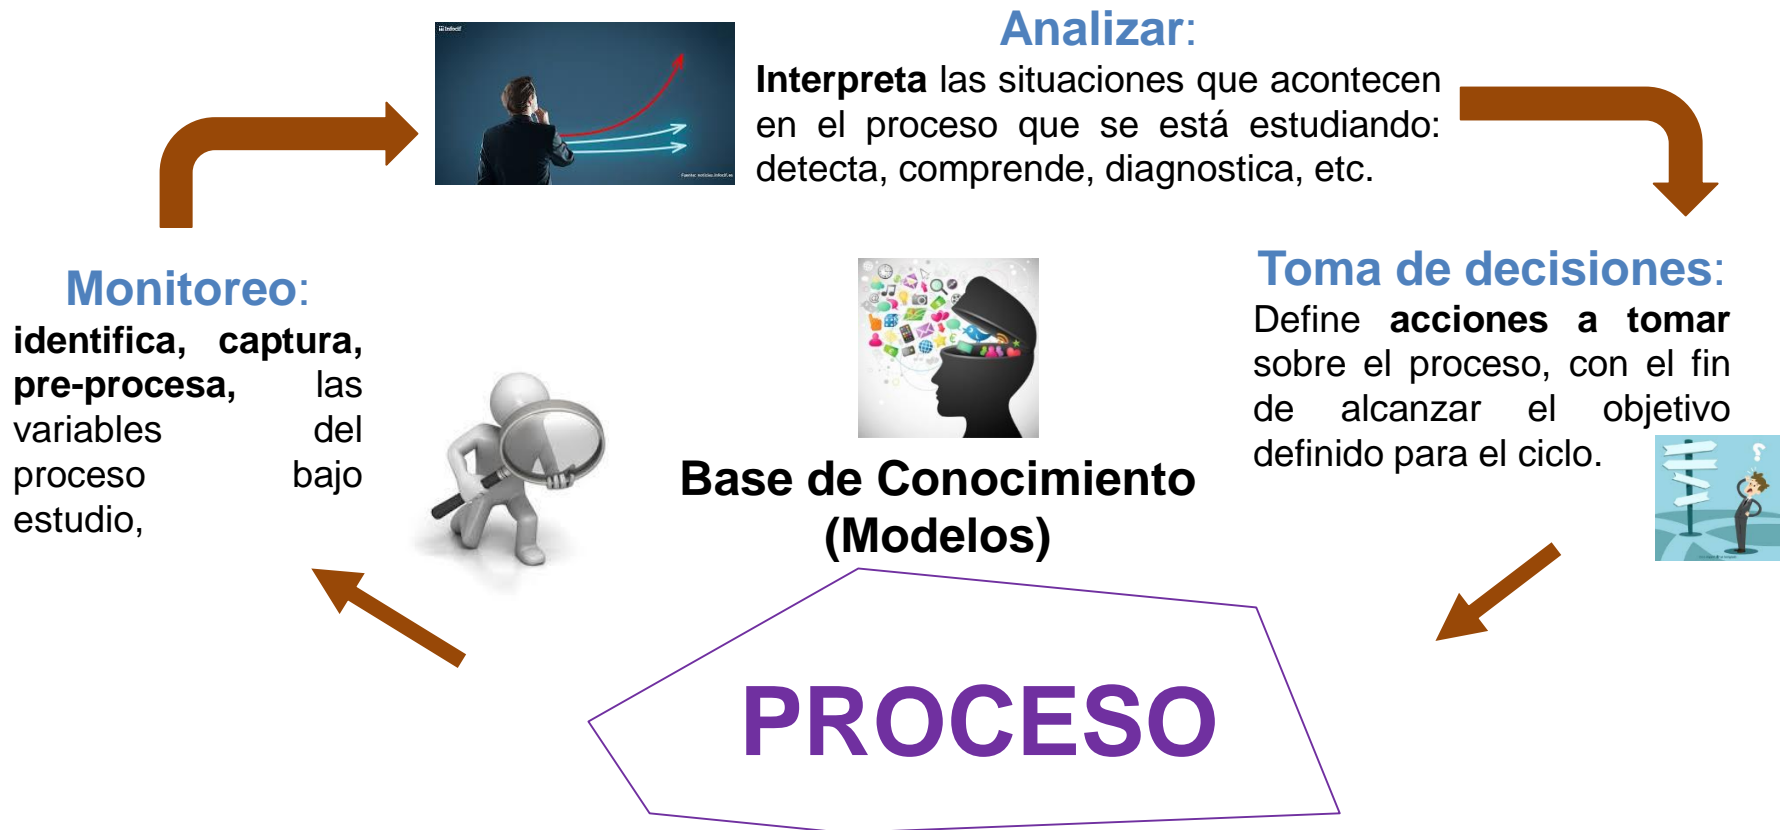 Analizar:
Interpreta las situaciones que acontecen
en el proceso que se está estudiando:
detecta, comprende, diagnostica, etc.
Monitoreo:
identifica, captura,
pre-procesa, las
variables del
proceso bajo
estudio,
Toma de decisiones:
Define acciones a tomar
sobre el proceso, con el fin
de alcanzar el objetivo
definido para el ciclo.
?
Base de Conocimiento
(Modelos)
PROCESO